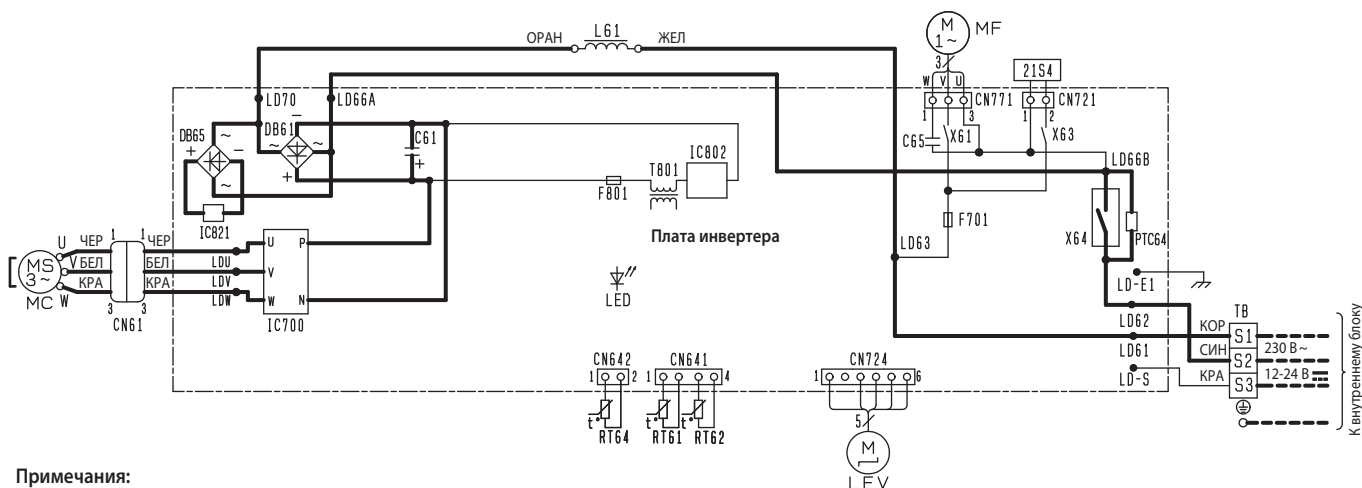 ОРАН L61 ЖЕЛ
M 1~ MF
3
W V U
21S4
LD70 LD66A
CN771 CN721
1 3 1 2
DB65 ~ + - ~
DB61 - ~ ~ +
C61 +
C65 X61 X63
T801 IC802
LD66B
F801
F701
IC821
Плата инвертера
X64 PTC64
LD63
U ЧЕР 1 1 ЧЕР U P
MS 3~ V БЕЛ БЕЛ LDU V
MC W КРА КРА LDV W N
3 3 LDW
CN61
IC700
LED
LD-E1
LD62 TB
КОР S1
LD61 СИН S2 230 В ~
LD-S КРА S3 12-24 В
К внутреннему блоку
CN642 CN641 CN724
1 2 1 4 1 6
t° t° t°
RT64 RT61 RT62
5
M
LEV
Примечания: